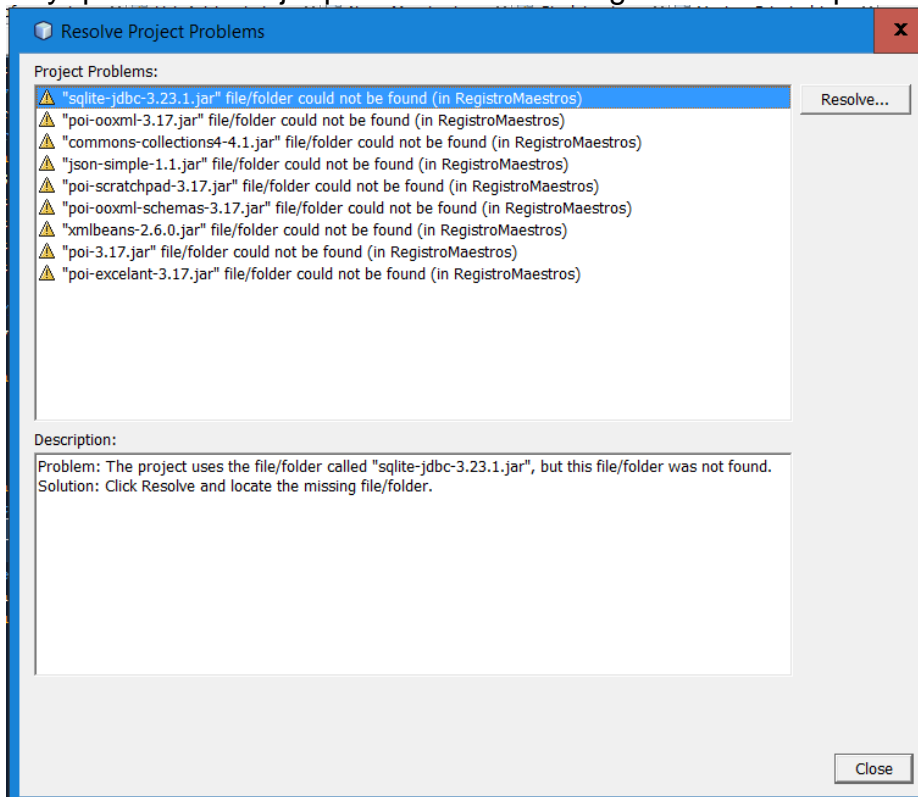 Resolve Project Problems
x
Project Problems:
"sqlite-jdbc-3.23.1.jar" file/folder could not be found (in RegistroMaestros)
Resolve...
"poi-ooxml-3.17.jar" file/folder could not be found (in RegistroMaestros)
"commons-collections4-4.1.jar" file/folder could not be found (in RegistroMaestros)
"json-simple-1.1.jar" file/folder could not be found (in RegistroMaestros)
"poi-scratchpad-3.17.jar" file/folder could not be found (in RegistroMaestros)
"poi-ooxml-schemas-3.17.jar" file/folder could not be found (in RegistroMaestros)
"xmlbeans-2.6.0.jar" file/folder could not be found (in RegistroMaestros)
"poi-3.17.jar" file/folder could not be found (in RegistroMaestros)
"poi-excelant-3.17.jar" file/folder could not be found (in RegistroMaestros)
Description:
Problem: The project uses the file/folder called "sqlite-jdbc-3.23.1.jar", but this file/folder was not found.
Solution: Click Resolve and locate the missing file/folder.
Close